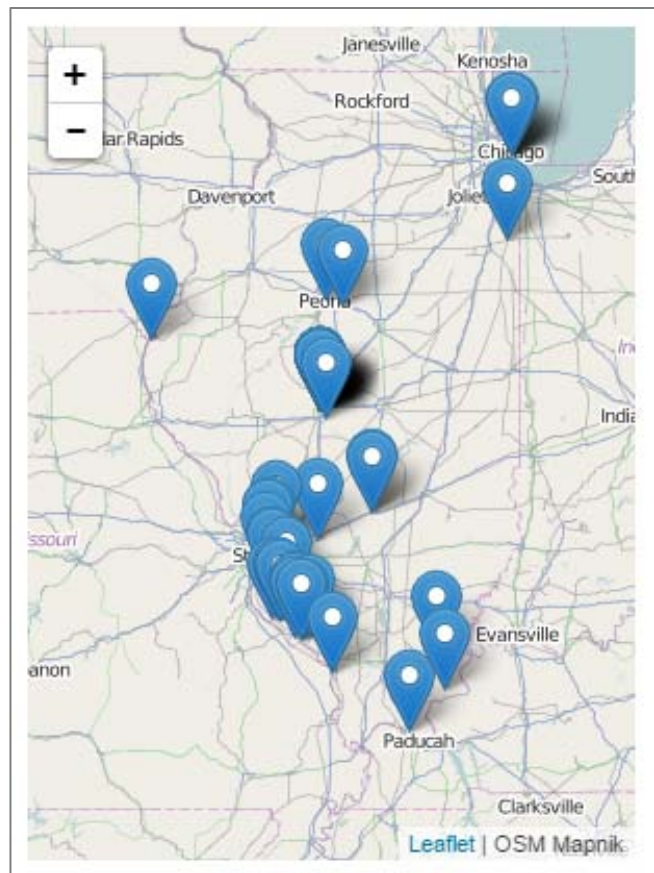 Janesville
+
Kenosha
Rockford
−
ar Rapids
Chicago
Davenport
South
Joliet
Peoria
India
ssouri
St
Evansville
anon
Paducah
Clarksville
Leaflet | OSM Mapnik